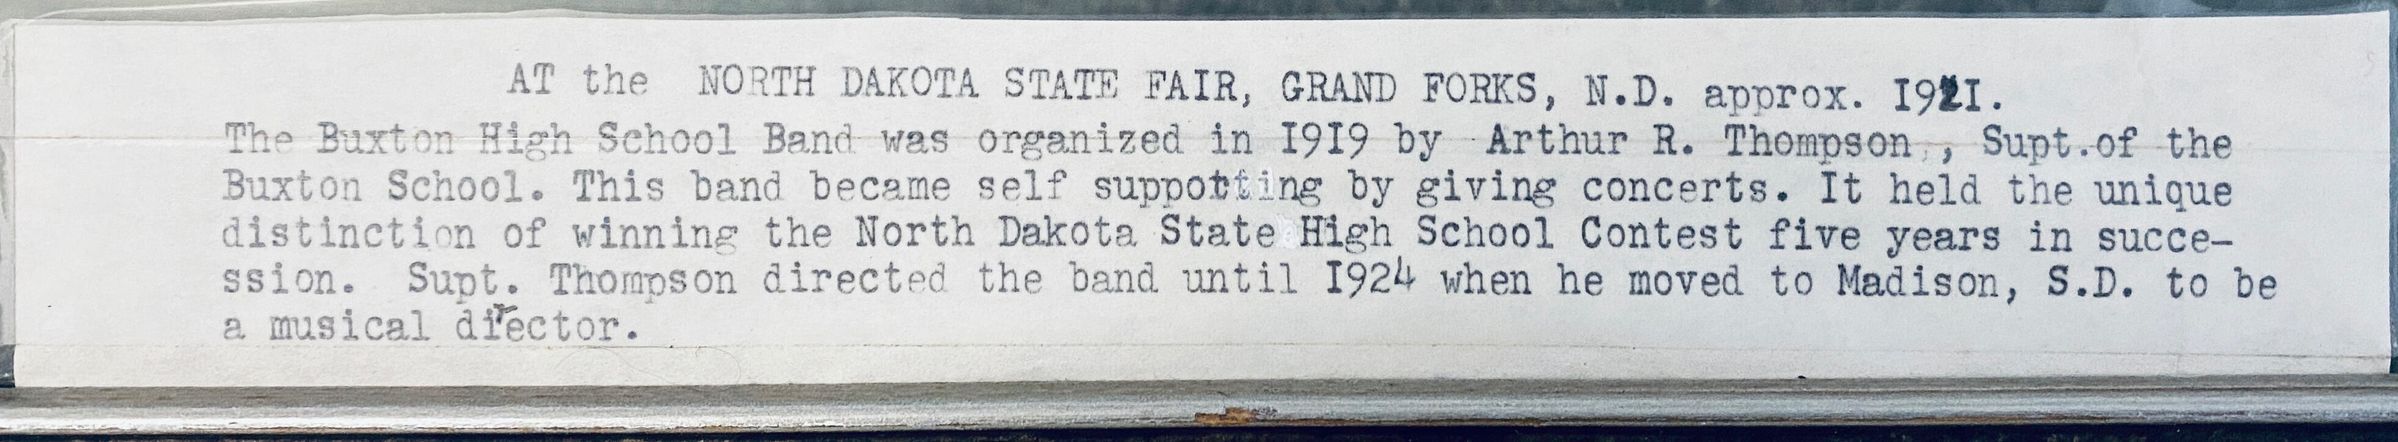 AT the NORTH DAKOTA STATE FAIR, GRAND FORKS, N.D. approx. I92I.
The Buxton High School Band was organized in I9I9 by Arthur R. Thompson , Supt.of the
Buxton School. This band became self suppotting by giving concerts. It held the unique
distinction of winning the North Dakota State High School Contest five years in succe-
ssion. Supt. Thompson directed the band until I924 when he moved to Madison, S.D. to be
a musical director.